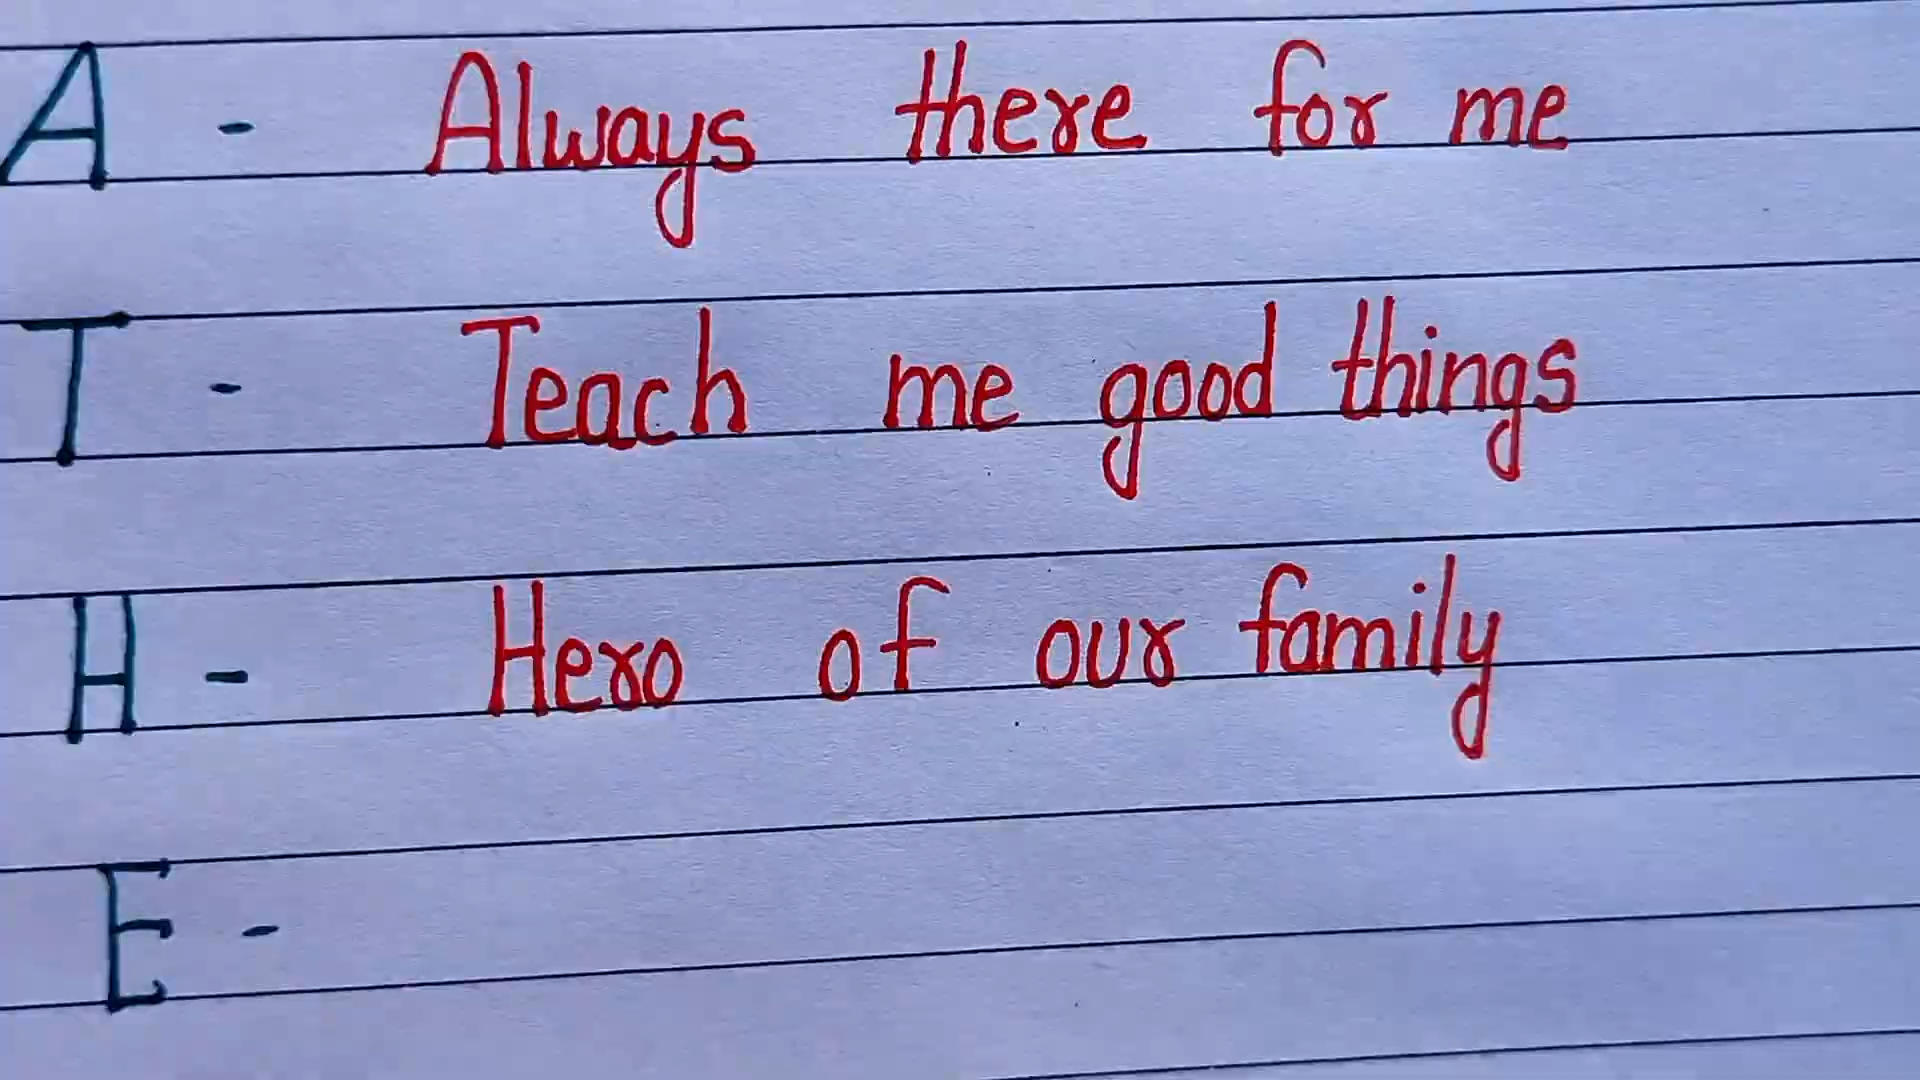 A - Always there for me
T - Teach me good things
H - Hero of our family
E -